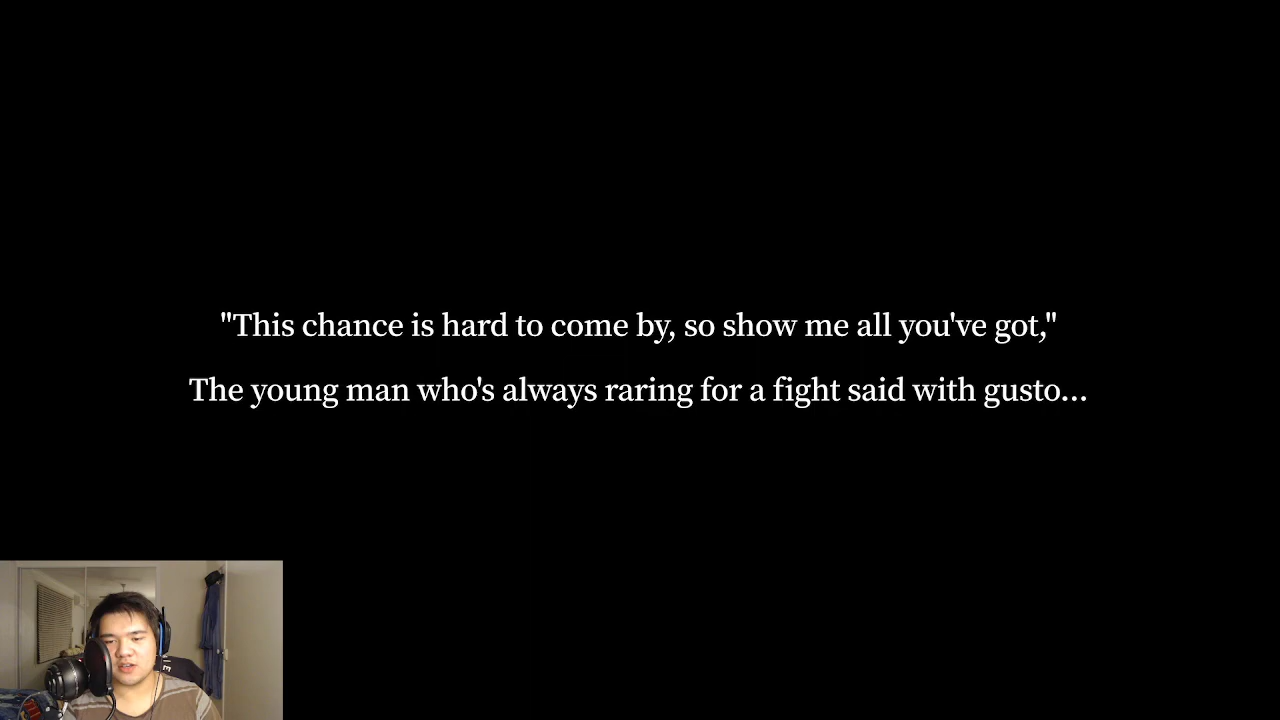 "This chance is hard to come by, so show me all you've got,"
The young man who's always raring for a fight said with gusto...